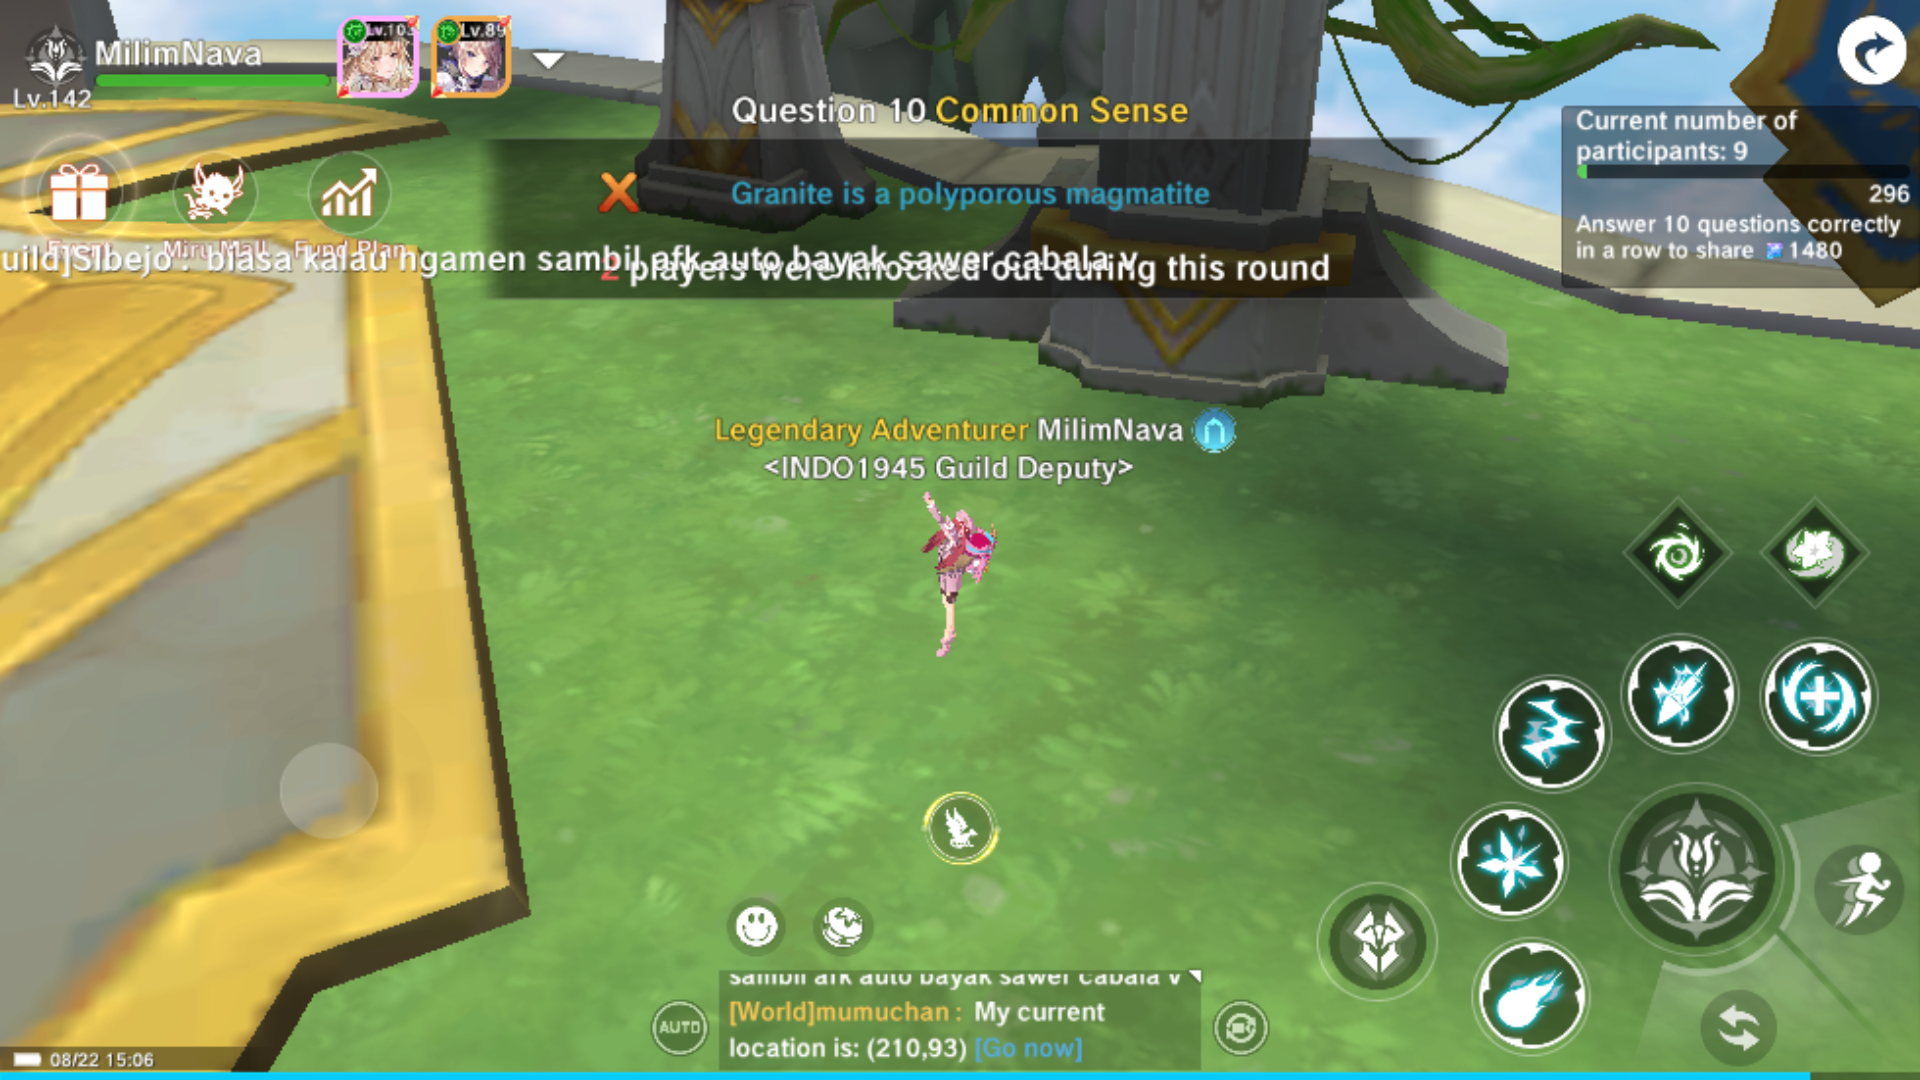 MilimNava
Lv.142
Lv.103
Lv.89
Question 10 Common Sense
Granite is a polyporous magmatite
2 players were knocked out during this round
Current number of
participants: 9
296
Answer 10 questions correctly
in a row to share 1480
Event
Miru Mall
Fund Plan
uild]Sibejo : biasa kalau ngamen sambil afk auto bayak sawer cabala v
Legendary Adventurer MilimNava
<INDO1945 Guild Deputy>
sambil afk auto bayak sawer cabala v
[World]mumuchan : My current
location is: (210,93) [Go now]
AUTO
08/22 15:06